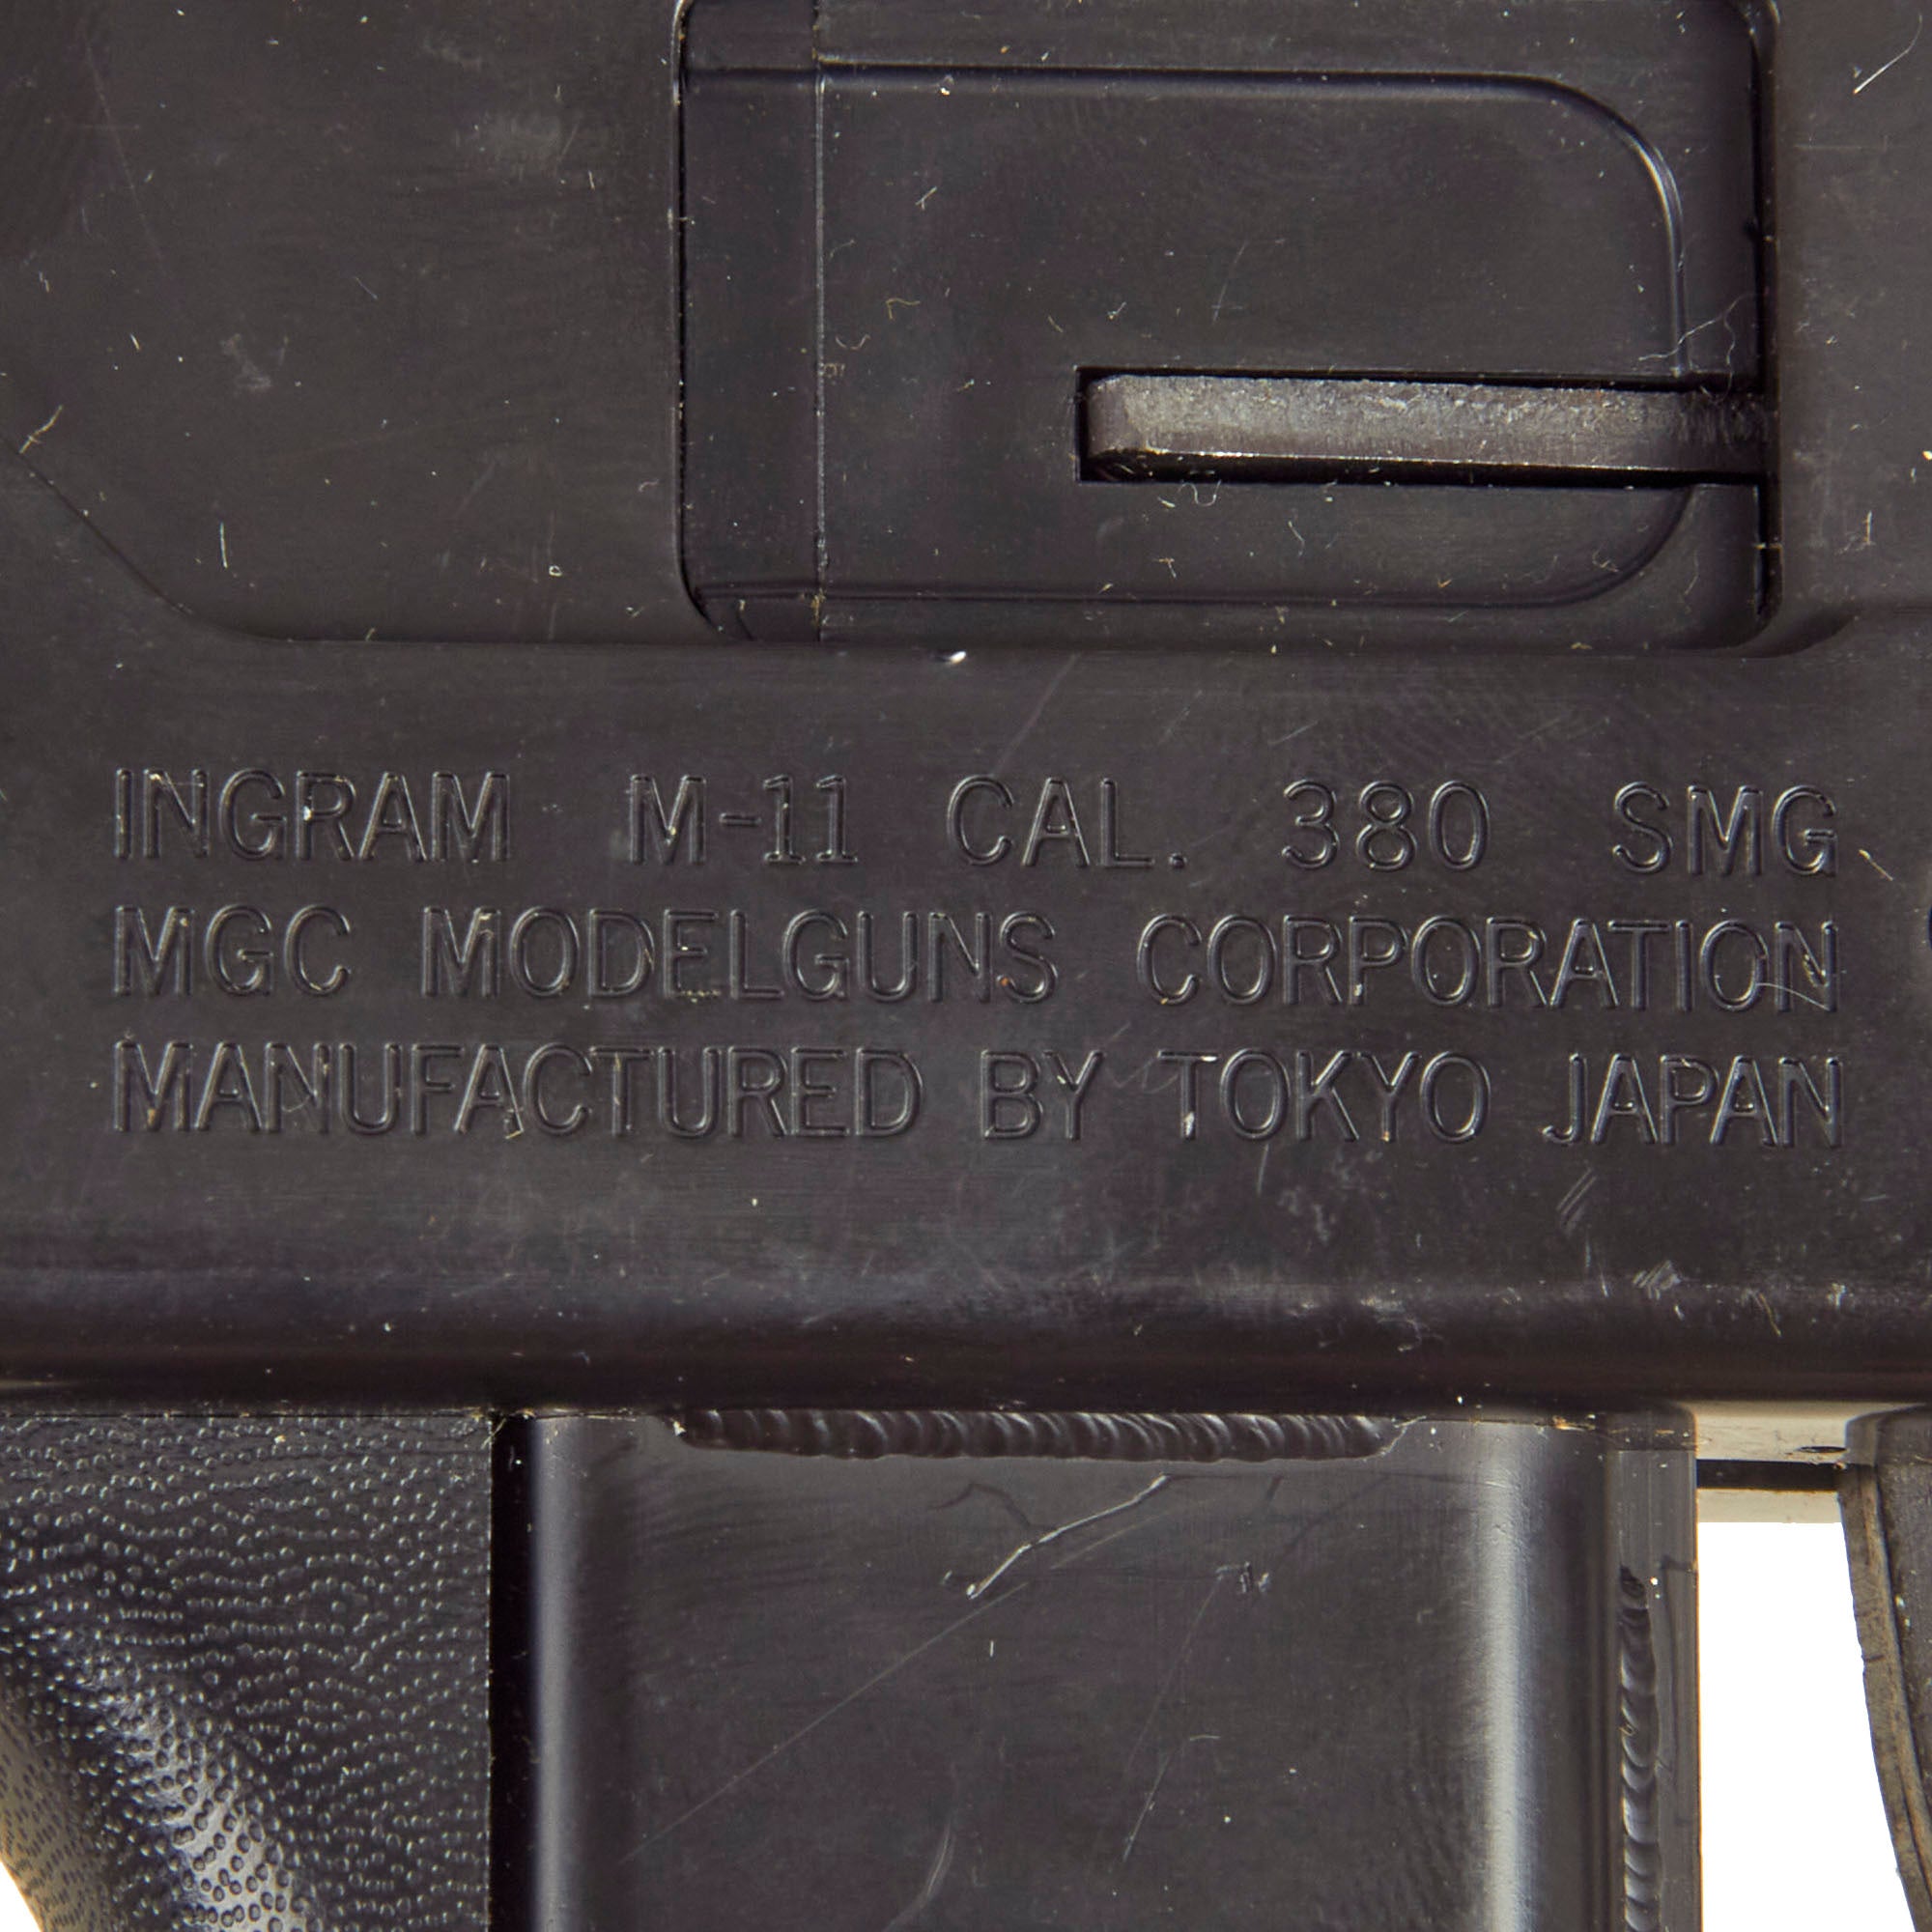 INGRAM M-11 CAL. 380 SMG
MGC MODELGUNS CORPORATION
MANUFACTURED BY TOKYO JAPAN